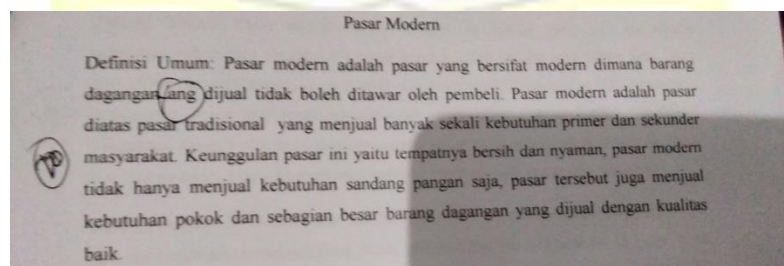 Pasar Modern
Definisi Umum: Pasar modern adalah pasar yang bersifat modern dimana barang
dagangan ang dijual tidak boleh ditawar oleh pembeli. Pasar modern adalah pasar
diatas pasar tradisional yang menjual banyak sekali kebutuhan primer dan sekunder
masyarakat. Keunggulan pasar ini yaitu tempatnya bersih dan nyaman, pasar modern
tidak hanya menjual kebutuhan sandang pangan saja, pasar tersebut juga menjual
kebutuhan pokok dan sebagian besar barang dagangan yang dijual dengan kualitas
baik.